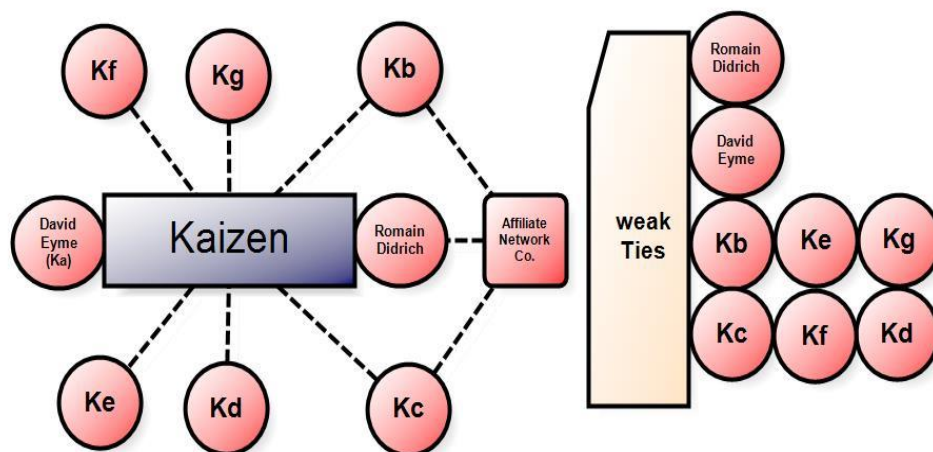 Kf
Kg
Kb
David
Eyme
(Ka)
Kaizen
Romain
Didrich
Affiliate
Network
Co.
Ke
Kd
Kc
weak
Ties
Romain
Didrich
David
Eyme
Kb
Ke
Kg
Kc
Kf
Kd